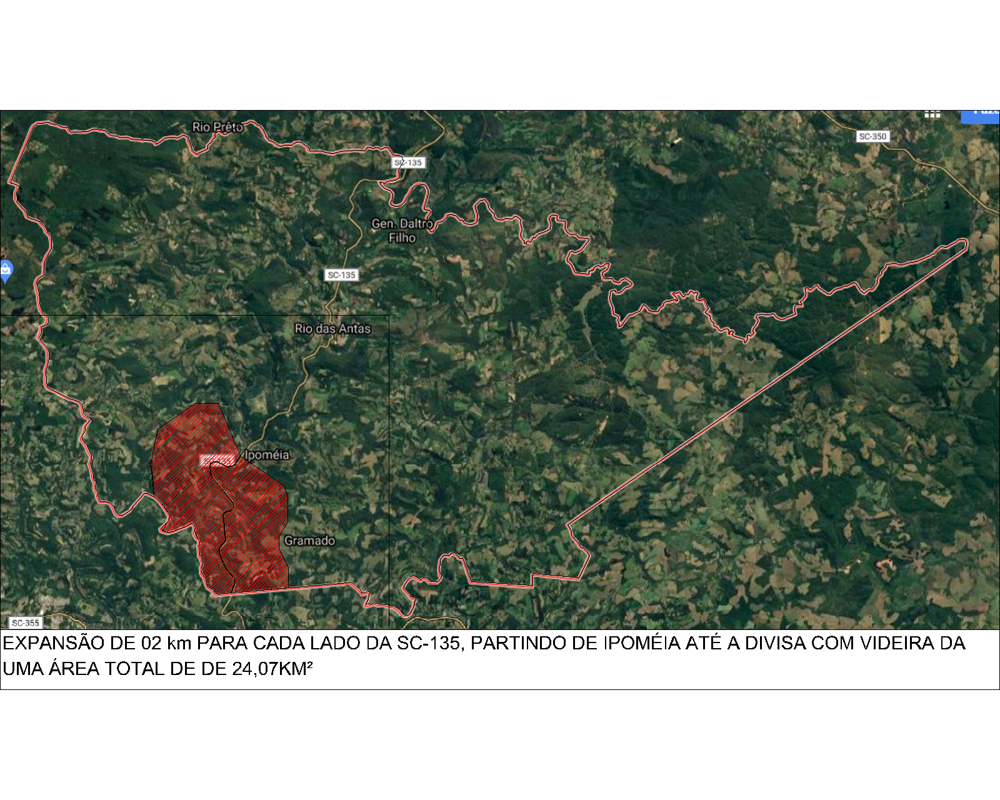 Rio Prêto
SC-350
SC-135
Gen. Daltro
Filho
SC-135
Rio das Antas
Ipoméia
Gramado
SC-355
EXPANSÃO DE 02 km PARA CADA LADO DA SC-135, PARTINDO DE IPOMÉIA ATÉ A DIVISA COM VIDEIRA DA
UMA ÁREA TOTAL DE DE 24,07KM²